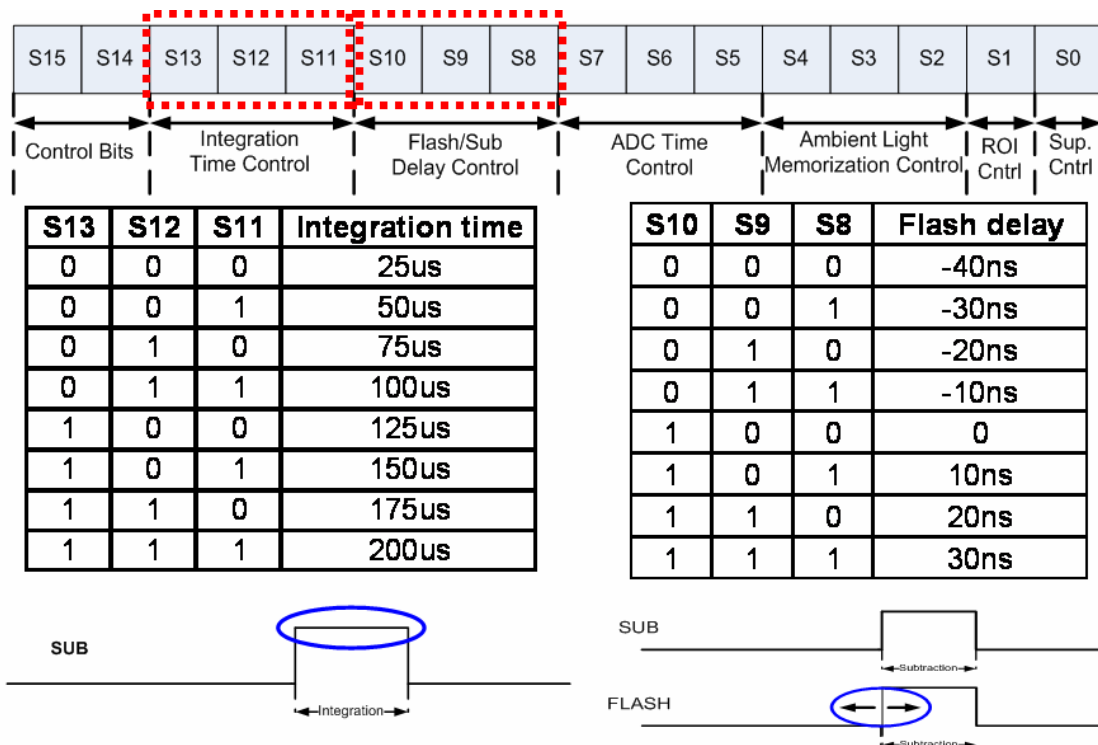 S15 S14 S13 S12 S11 S10 S9 S8 S7 S6 S5 S4 S3 S2 S1 S0
Control Bits
Integration
Time Control
Flash/Sub
Delay Control
ADC Time
Control
Ambient Light
Memorization Control
ROI
Cntrl
Sup.
Cntrl
S13 S12 S11 Integration time
0 0 0 25us
0 0 1 50us
0 1 0 75us
0 1 1 100us
1 0 0 125us
1 0 1 150us
1 1 0 175us
1 1 1 200us
S10 S9 S8 Flash delay
0 0 0 -40ns
0 0 1 -30ns
0 1 0 -20ns
0 1 1 -10ns
1 0 0 0
1 0 1 10ns
1 1 0 20ns
1 1 1 30ns
SUB
Integration
SUB
Subtraction
FLASH
Subtraction